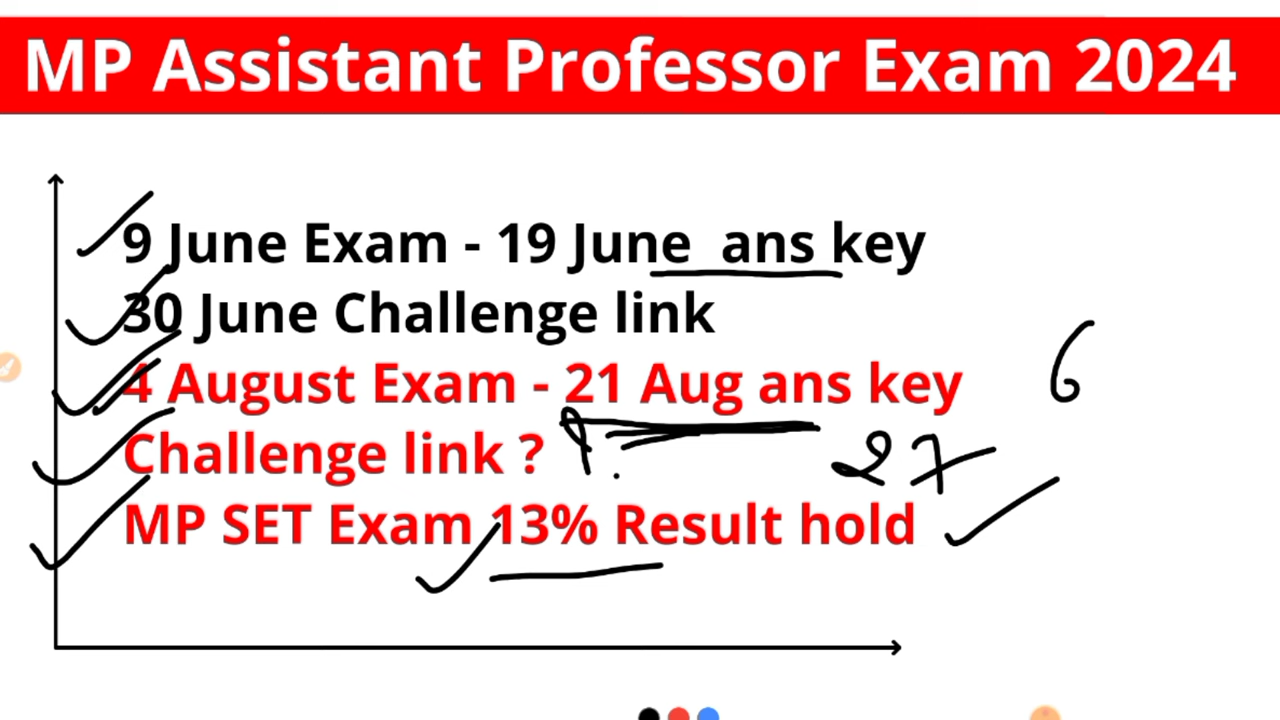 MP Assistant Professor Exam 2024
9 June Exam - 19 June ans key
30 June Challenge link
4 August Exam - 21 Aug ans key
6
Challenge link ?
27
MP SET Exam 13% Result hold